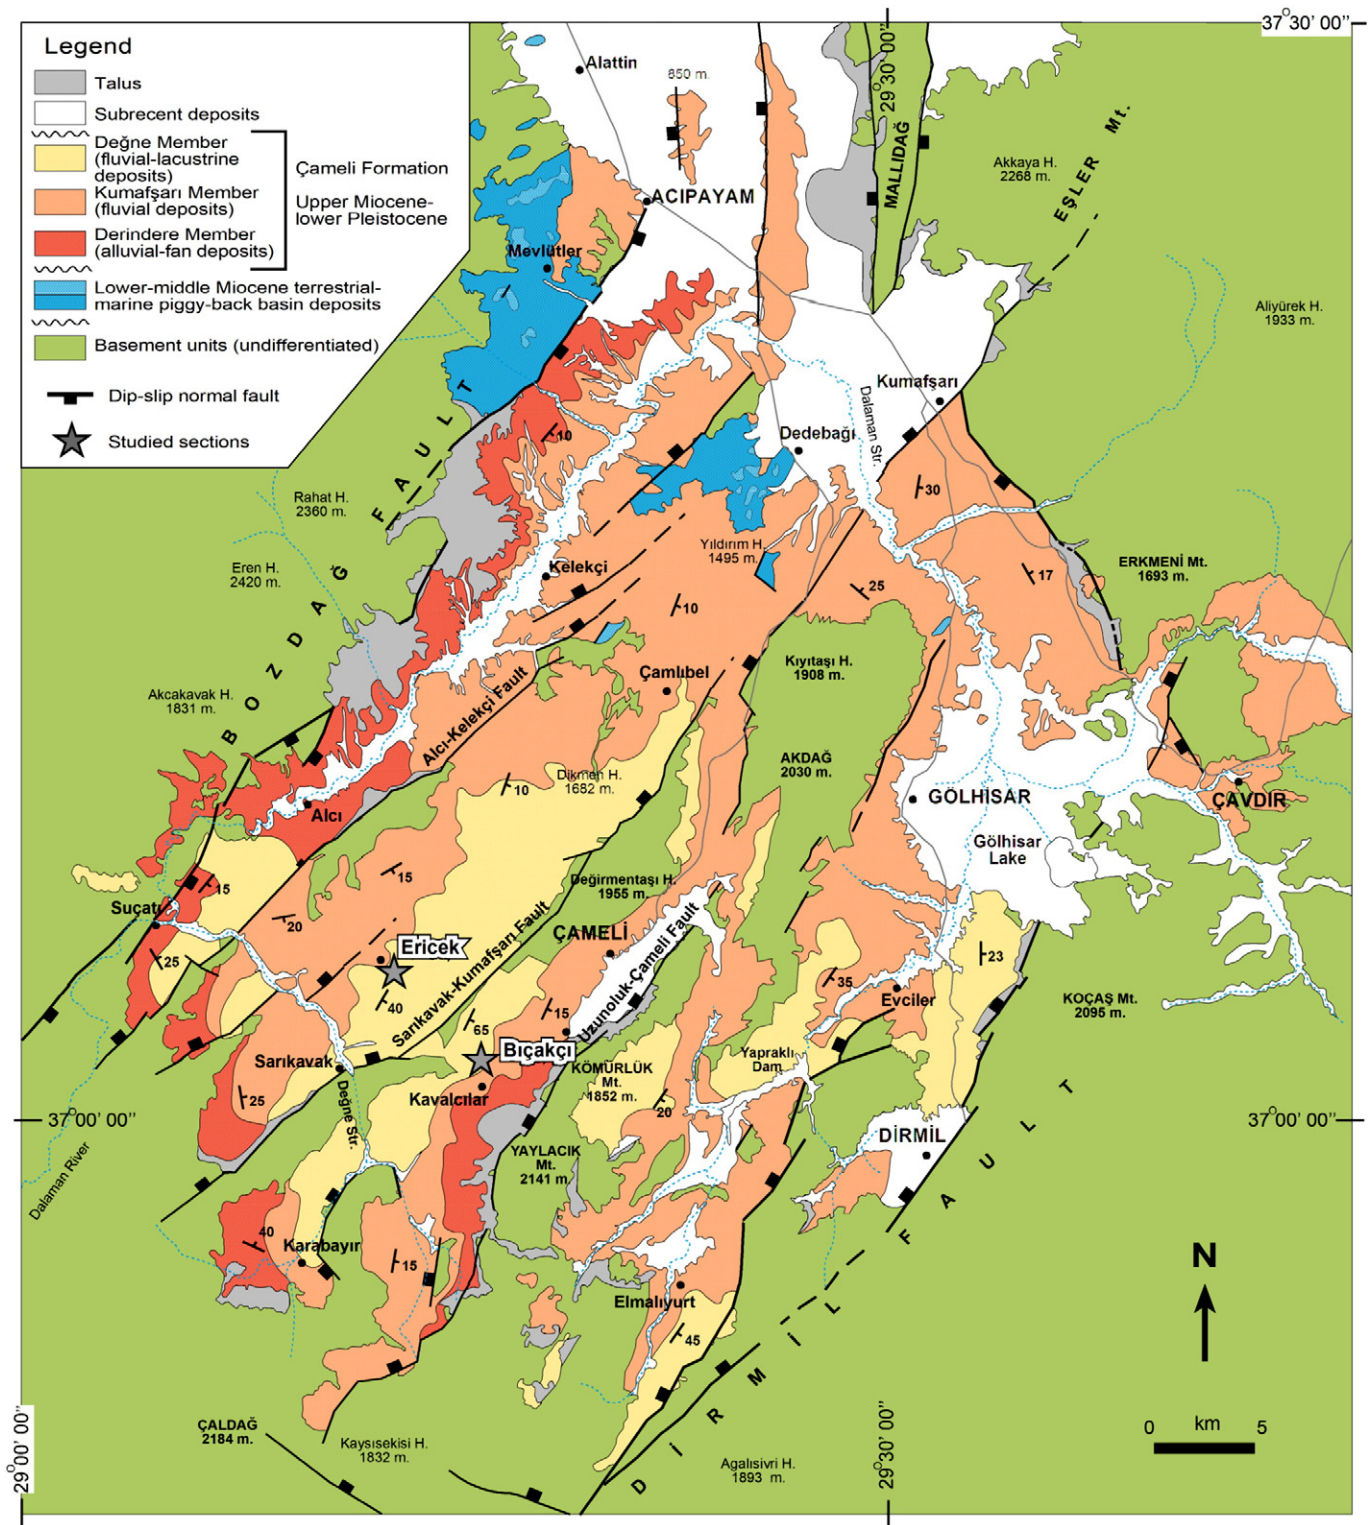 Legend
Talus
Subrecent deposits
Değne Member
(fluvial-lacustrine
deposits)
Kumafşarı Member
(fluvial deposits)
Derindere Member
(alluvial-fan deposits)
Çameli Formation
Upper Miocene-
lower Pleistocene
Lower-middle Miocene terrestrial-
marine piggy-back basin deposits
Basement units (undifferentiated)
Dip-slip normal fault
Studied sections
37° 30' 00''
29° 30' 00''
Alattin
850 m.
MALLIDAĞ
Akkaya H.
2268 m.
EŞLER Mt.
ACIPAYAM
Mevlütler
Aliyürek H.
1933 m.
Kumafşarı
Dalaman Str.
Dedebağı
10
30
BOZDAĞ FAULT
Rahat H.
2360 m.
Eren H.
2420 m.
Yıldırım H.
1495 m.
Kelekçi
10
25
17
ERKMENİ Mt.
1693 m.
Kıyıtaşı H.
1908 m.
Çamlıbel
Akcakavak H.
1831 m.
Alcı-Kelekçi Fault
AKDAĞ
2030 m.
Dikmen H.
1682 m.
10
GÖLHİSAR
ÇAVDIR
Alcı
Gölhisar
Lake
15
15
Değirmentaşı H.
1955 m.
Suçatı
20
ÇAMELİ
Ericek
25
23
35
Evciler
KOÇAŞ Mt.
2095 m.
40
Sarıkavak-Kumafşarı Fault
Uzunoluk-Çameli Fault
15
65
Bıçakçı
Sarıkavak
Yapraklı
Dam
KÖMÜRLÜK
Mt.
1852 m.
Kavalcılar
20
25
Değne Str.
37° 00' 00''
37° 00' 00''
DİRMİL
YAYLACIK
Mt.
2141 m.
Dalaman River
40
Karabayır
15
N
Elmalıyurt
45
DİRMİL FAULT
ÇALDAĞ
2184 m.
Kaysısekisi H.
1832 m.
Agalısivri H.
1893 m.
0 km 5
29° 00' 00''
29° 30' 00''